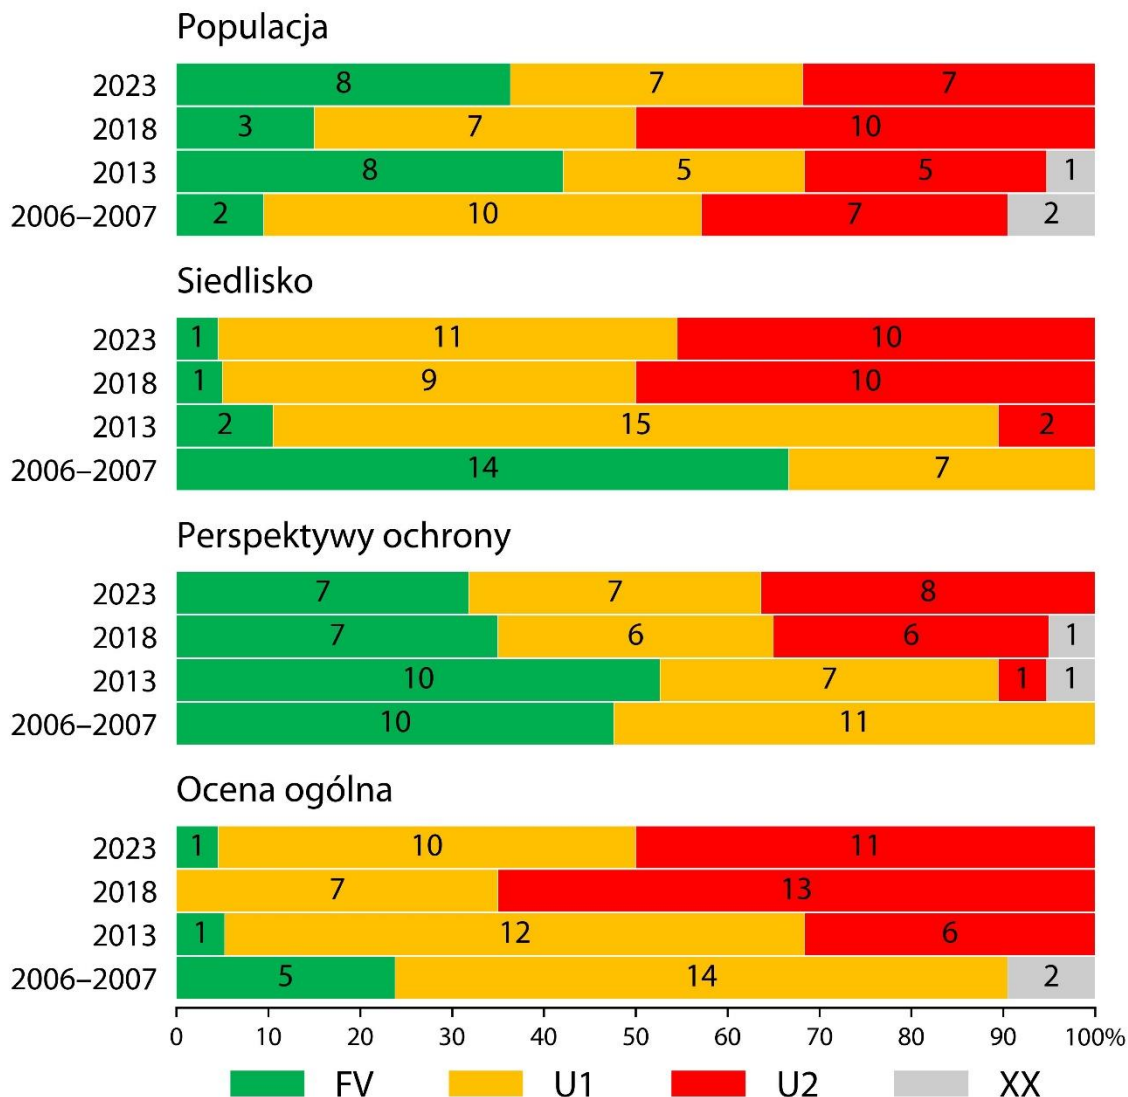 Populacja
2023 8 7 7
2018 3 7 10
2013 8 5 5 1
2006–2007 2 10 7 2
Siedlisko
2023 1 11 10
2018 1 9 10
2013 2 15 2
2006–2007 14 7
Perspektywy ochrony
2023 7 7 8
2018 7 6 6 1
2013 10 7 1 1
2006–2007 10 11
Ocena ogólna
2023 1 10 11
2018 7 13
2013 1 12 6
2006–2007 5 14 2
0 10 20 30 40 50 60 70 80 90 100%
FV U1 U2 XX